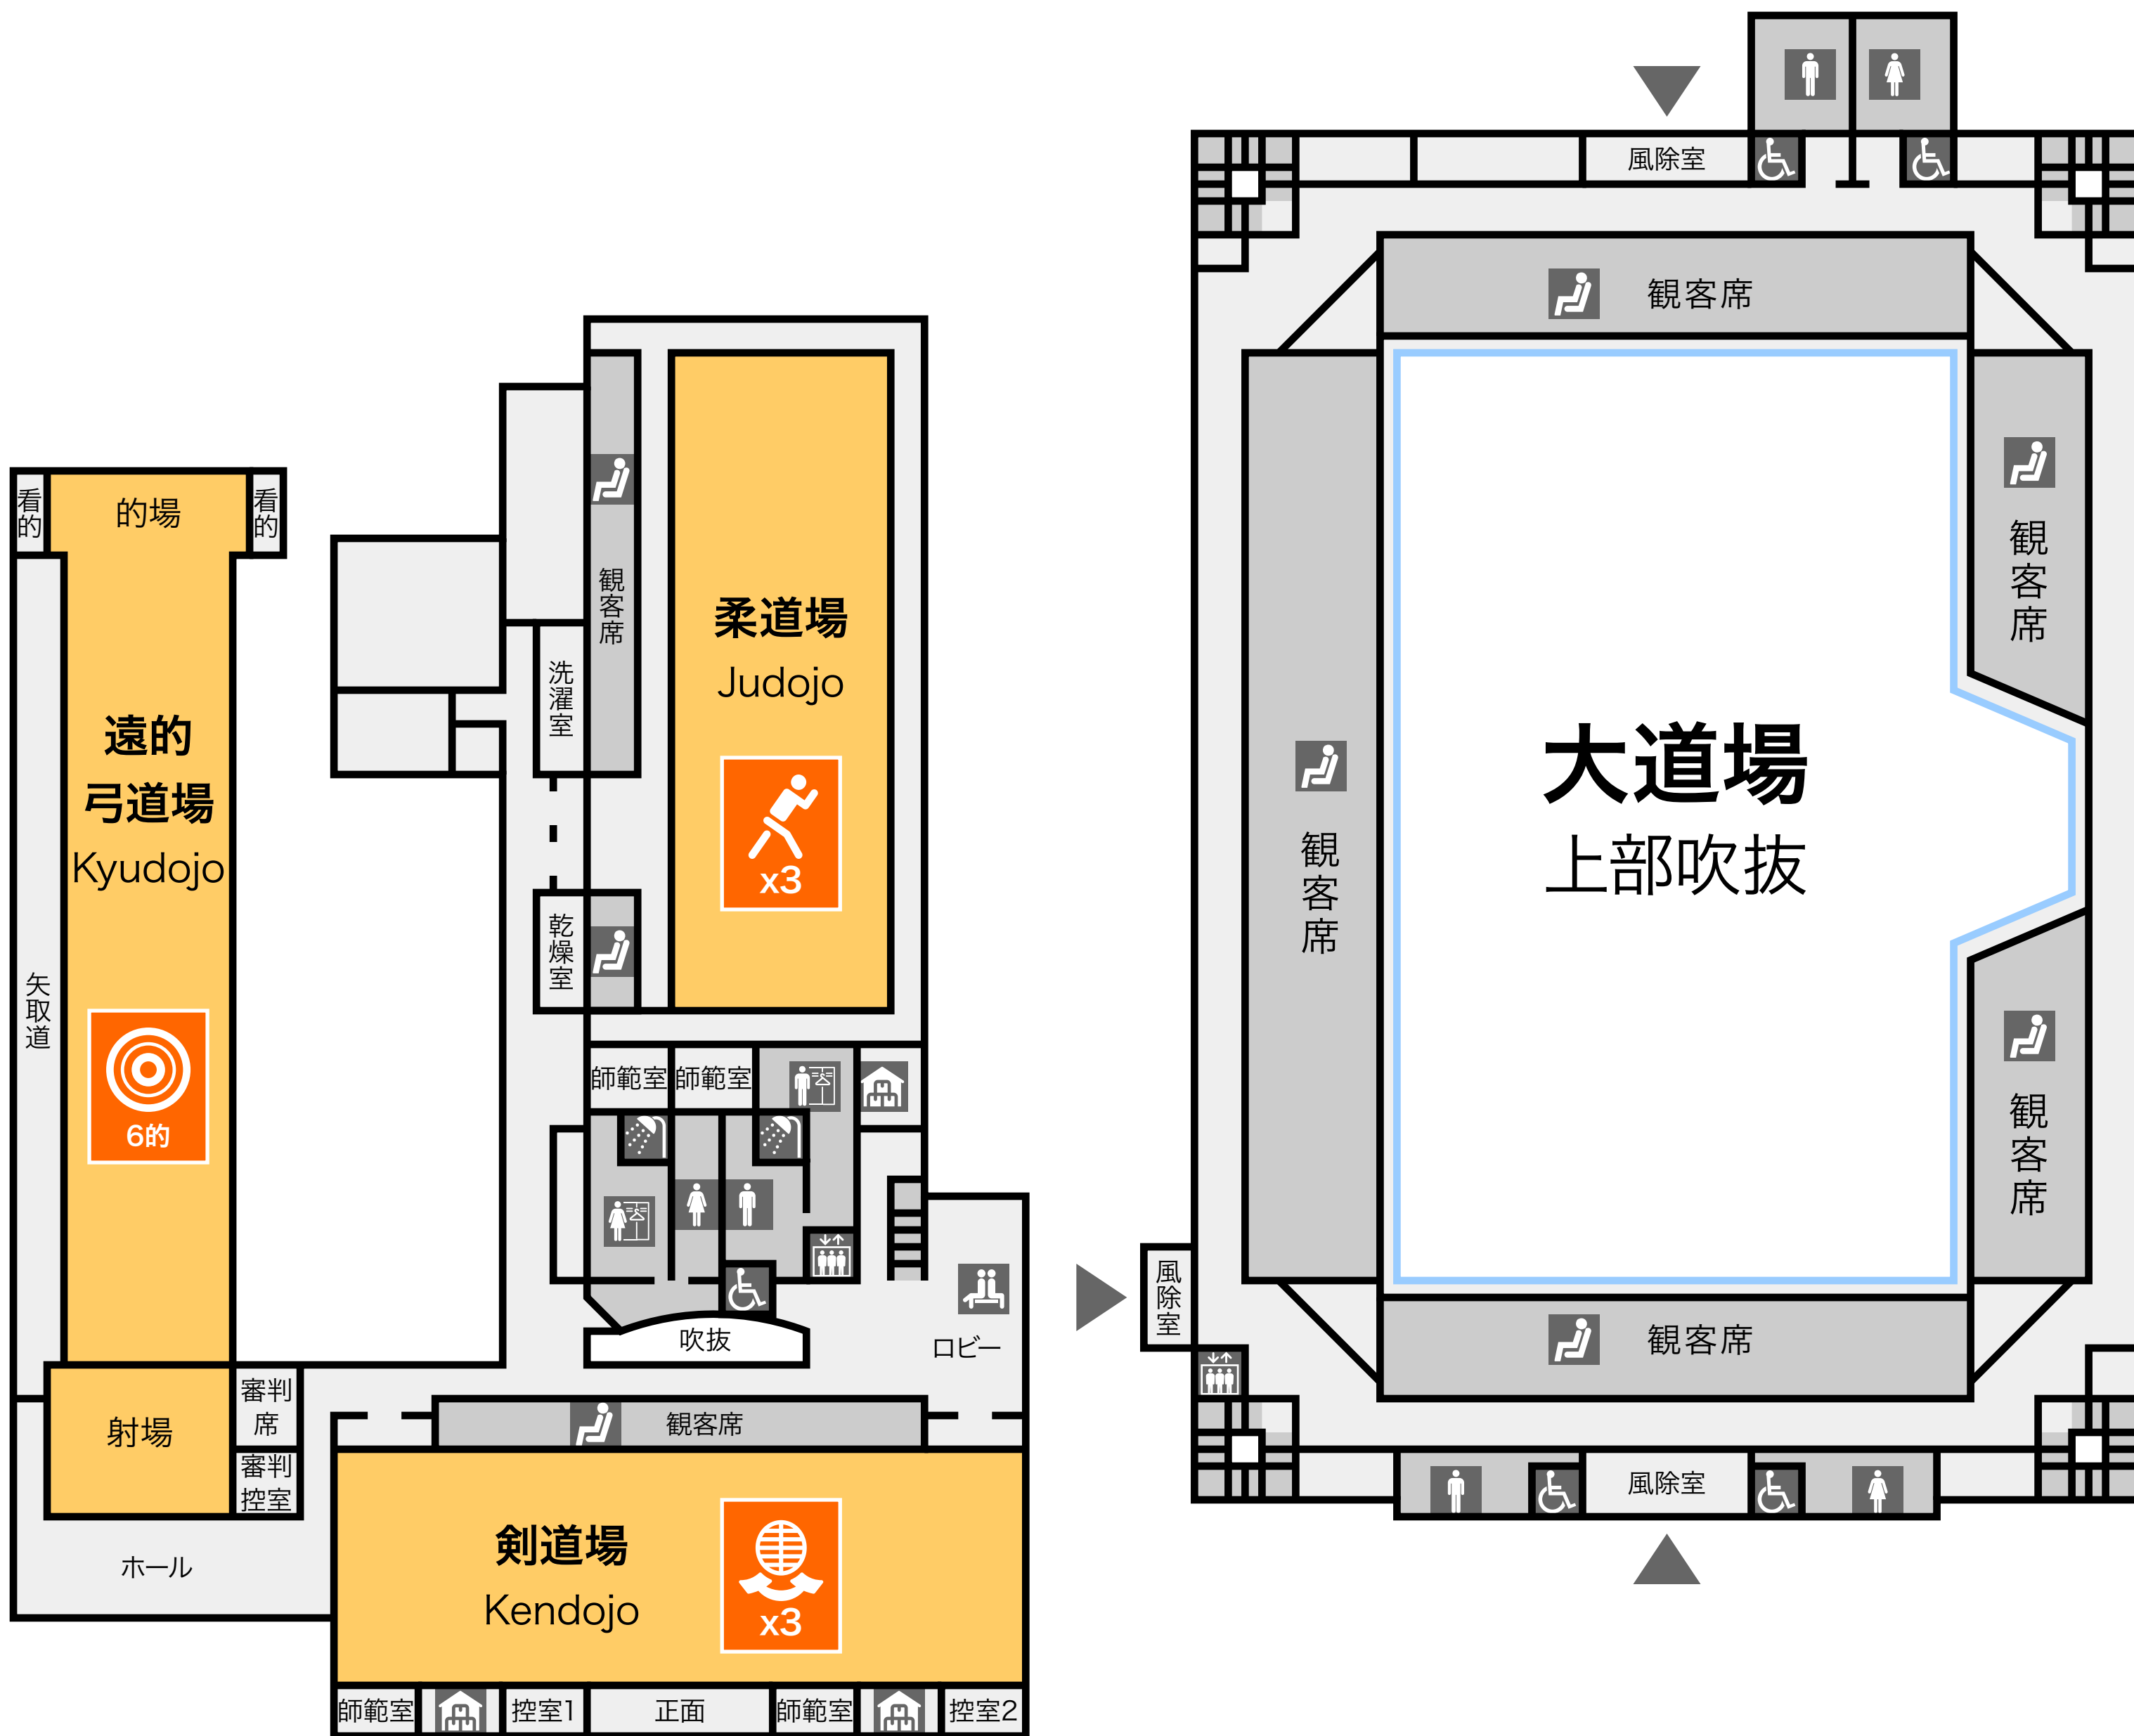 風除室
観客席
看的
的場
看的
観客席
観客席
柔道場
Judojo
洗濯室
遠的
弓道場
Kyudojo
大道場
上部吹抜
観客席
x3
乾燥室
矢取道
6的
師範室
師範室
観客席
風除室
吹抜
ロビー
観客席
審判
席
射場
観客席
審判
控室
風除室
ホール
剣道場
Kendojo
x3
師範室
控室1
正面
師範室
控室2